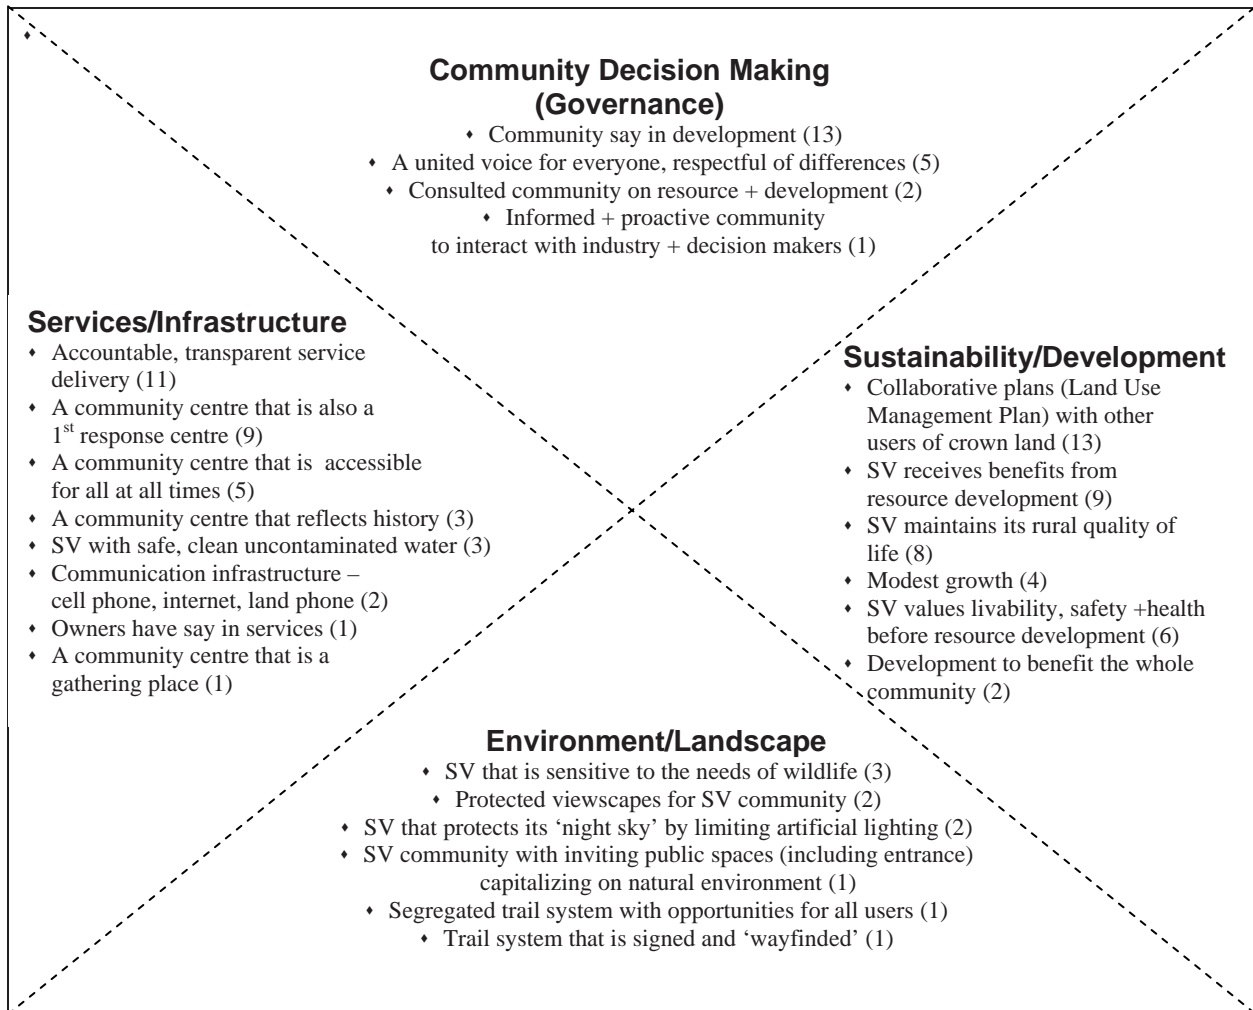 Community Decision Making
(Governance)
♦ Community say in development (13)
♦ A united voice for everyone, respectful of differences (5)
♦ Consulted community on resource + development (2)
♦ Informed + proactive community
to interact with industry + decision makers (1)
Services/Infrastructure
♦ Accountable, transparent service
delivery (11)
♦ A community centre that is also a
1st response centre (9)
♦ A community centre that is accessible
for all at all times (5)
♦ A community centre that reflects history (3)
♦ SV with safe, clean uncontaminated water (3)
♦ Communication infrastructure –
cell phone, internet, land phone (2)
♦ Owners have say in services (1)
♦ A community centre that is a
gathering place (1)
Sustainability/Development
♦ Collaborative plans (Land Use
Management Plan) with other
users of crown land (13)
♦ SV receives benefits from
resource development (9)
♦ SV maintains its rural quality of
life (8)
♦ Modest growth (4)
♦ SV values livability, safety +health
before resource development (6)
♦ Development to benefit the whole
community (2)
Environment/Landscape
♦ SV that is sensitive to the needs of wildlife (3)
♦ Protected viewscapes for SV community (2)
♦ SV that protects its ‘night sky’ by limiting artificial lighting (2)
♦ SV community with inviting public spaces (including entrance)
capitalizing on natural environment (1)
♦ Segregated trail system with opportunities for all users (1)
♦ Trail system that is signed and ‘wayfinded’ (1)